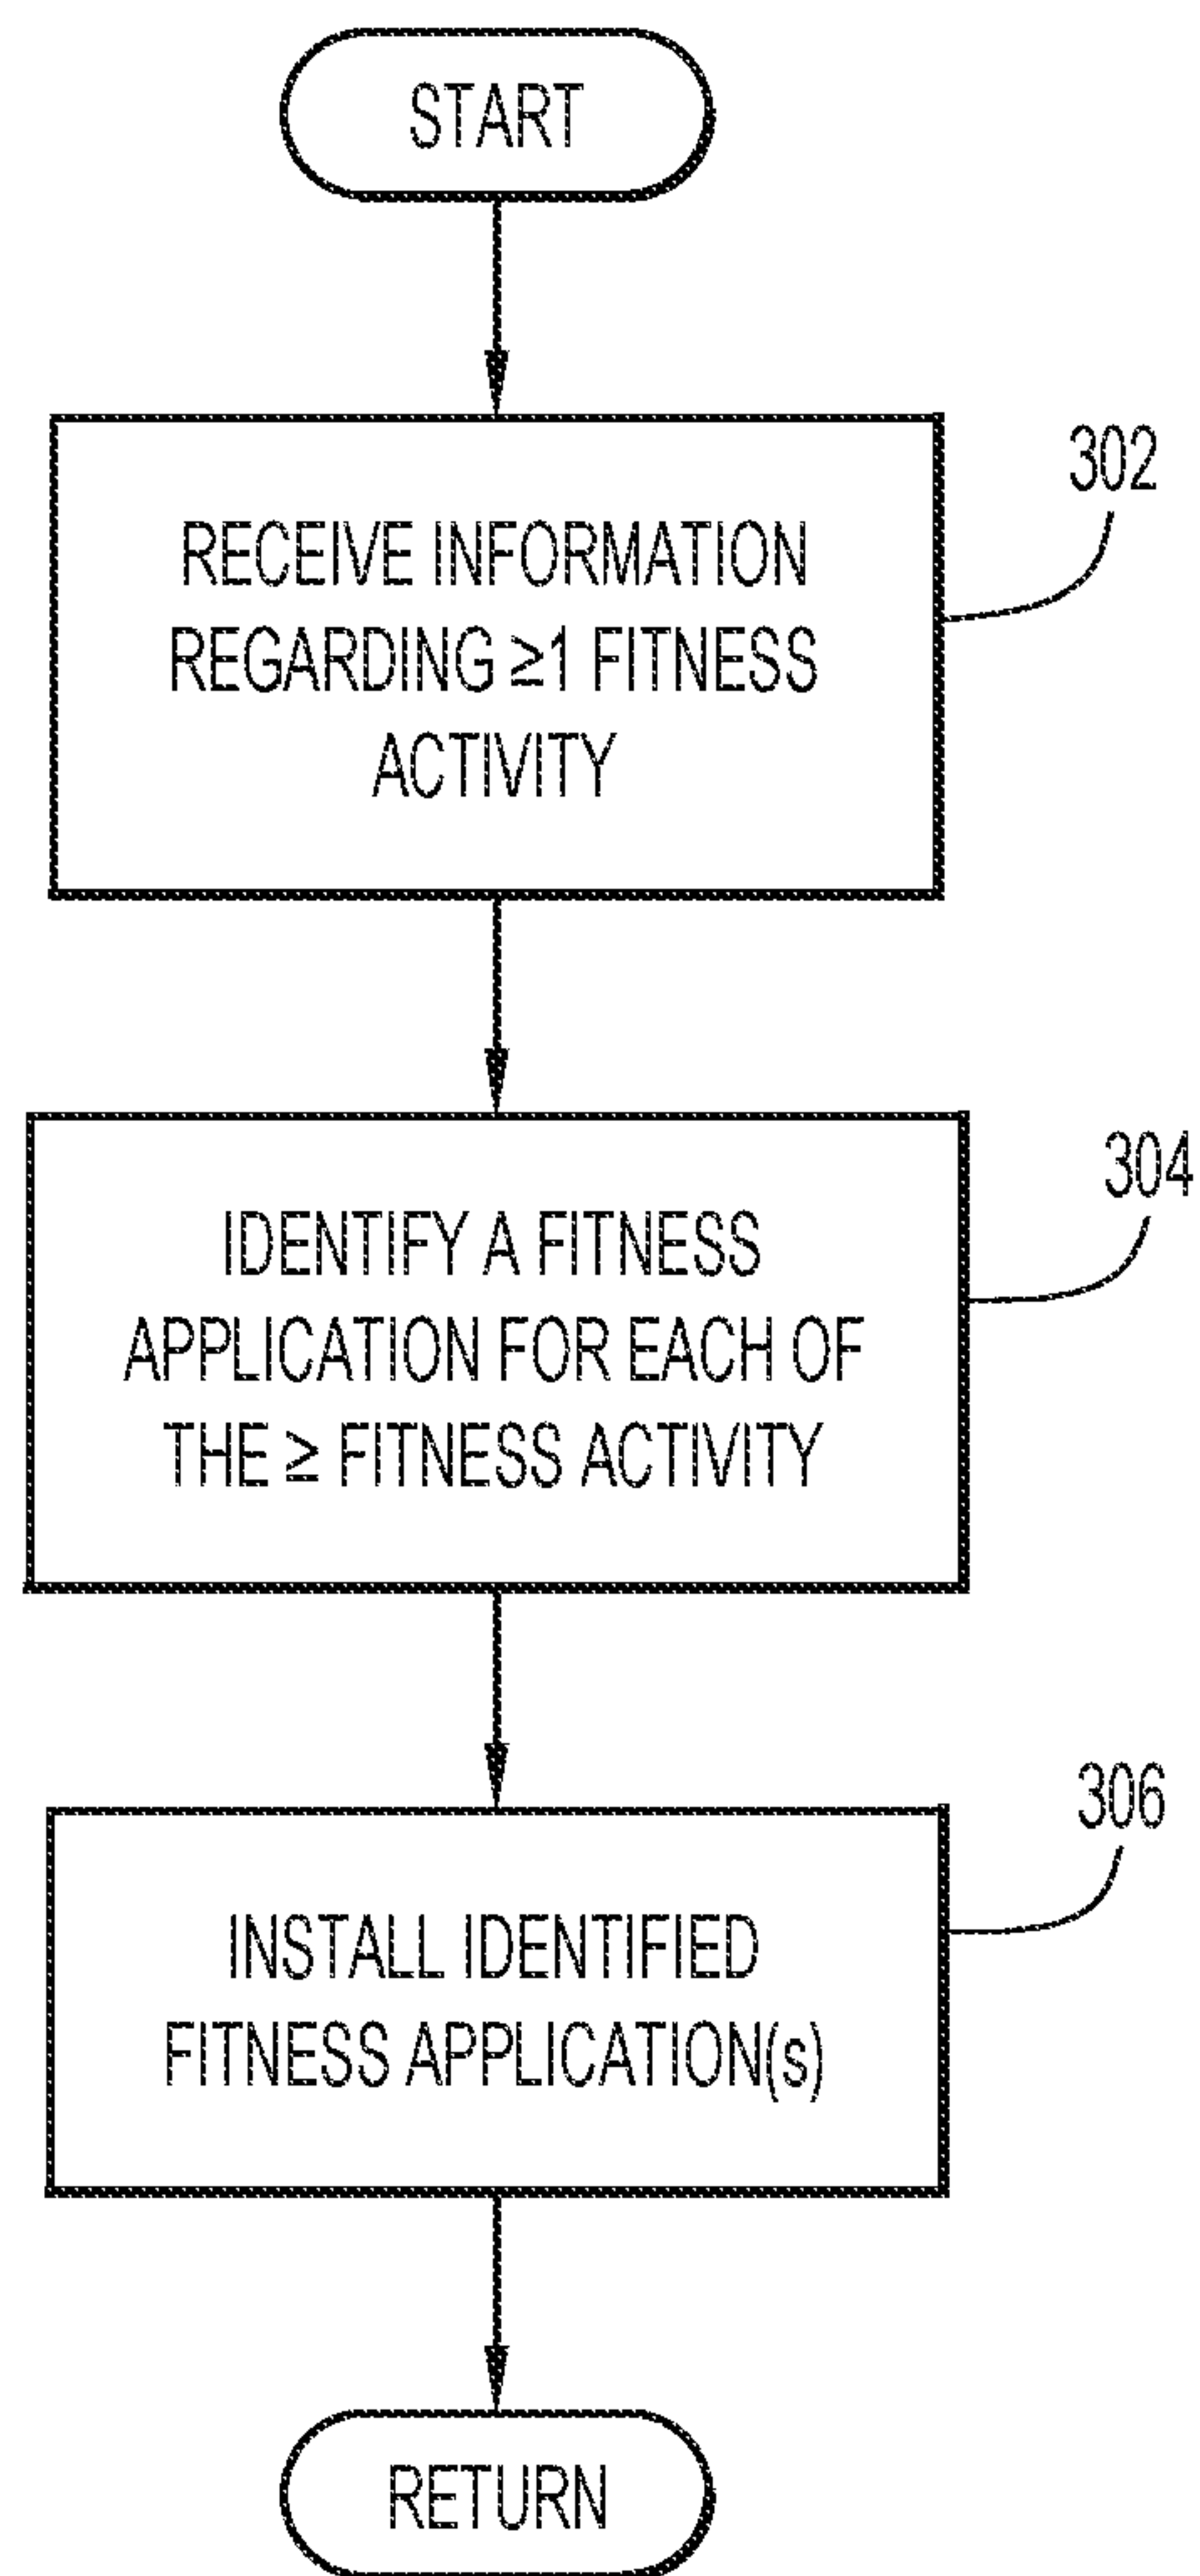 START
302
RECEIVE INFORMATION
REGARDING ≥1 FITNESS
ACTIVITY
304
IDENTIFY A FITNESS
APPLICATION FOR EACH OF
THE ≥ FITNESS ACTIVITY
306
INSTALL IDENTIFIED
FITNESS APPLICATION(s)
RETURN